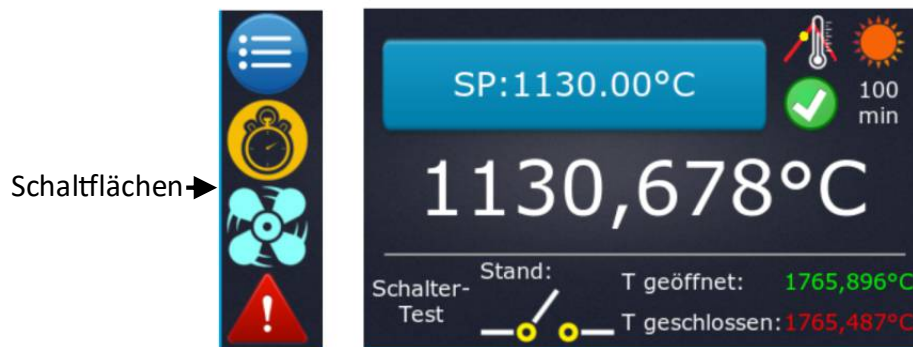 Schaltflächen
SP:1130.00°C
100
min
1130,678°C
Schalter-
Test
Stand:
T geöffnet: 1765,896°C
T geschlossen: 1765,487°C